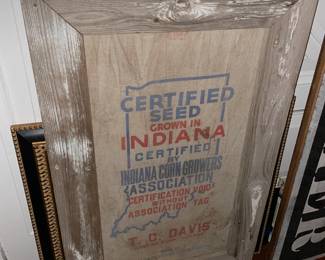 CERTIFIED
SEED
GROWN IN
INDIANA
CERTIFIED
BY
INDIANA CORN GROWERS
ASSOCIATION
CERTIFICATION VOID
WITHOUT
ASSOCIATION TAG
T. C. DAVIS